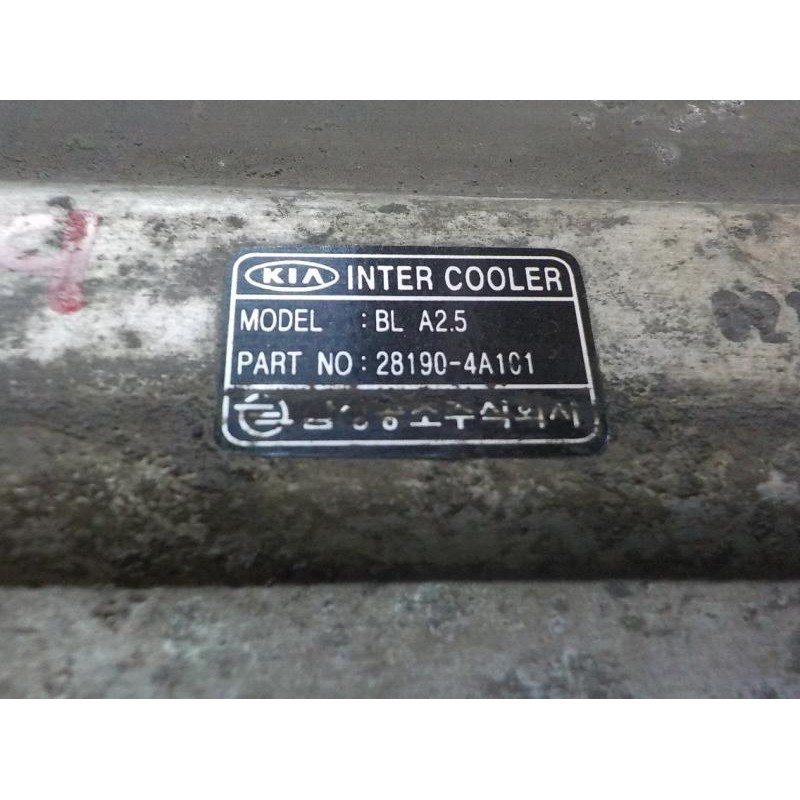 KIA INTER COOLER
MODEL : BL A2.5
PART NO : 28190-4A101